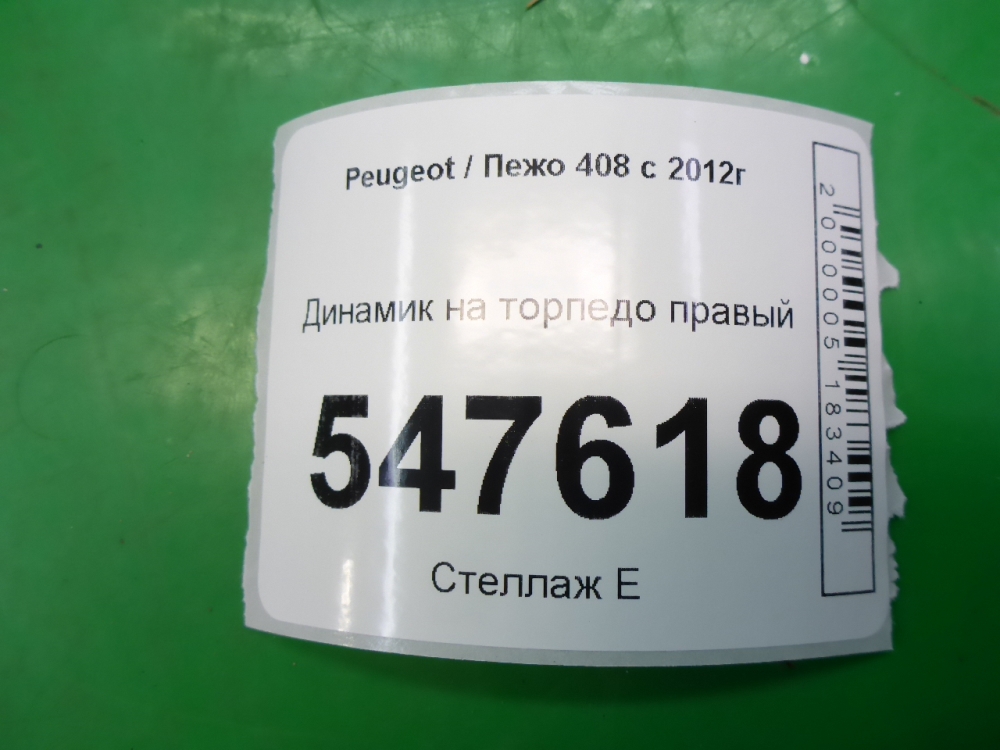 Peugeot / Пежо 408 с 2012г
Динамик на торпедо правый
547618
Стеллаж Е
2000005183409